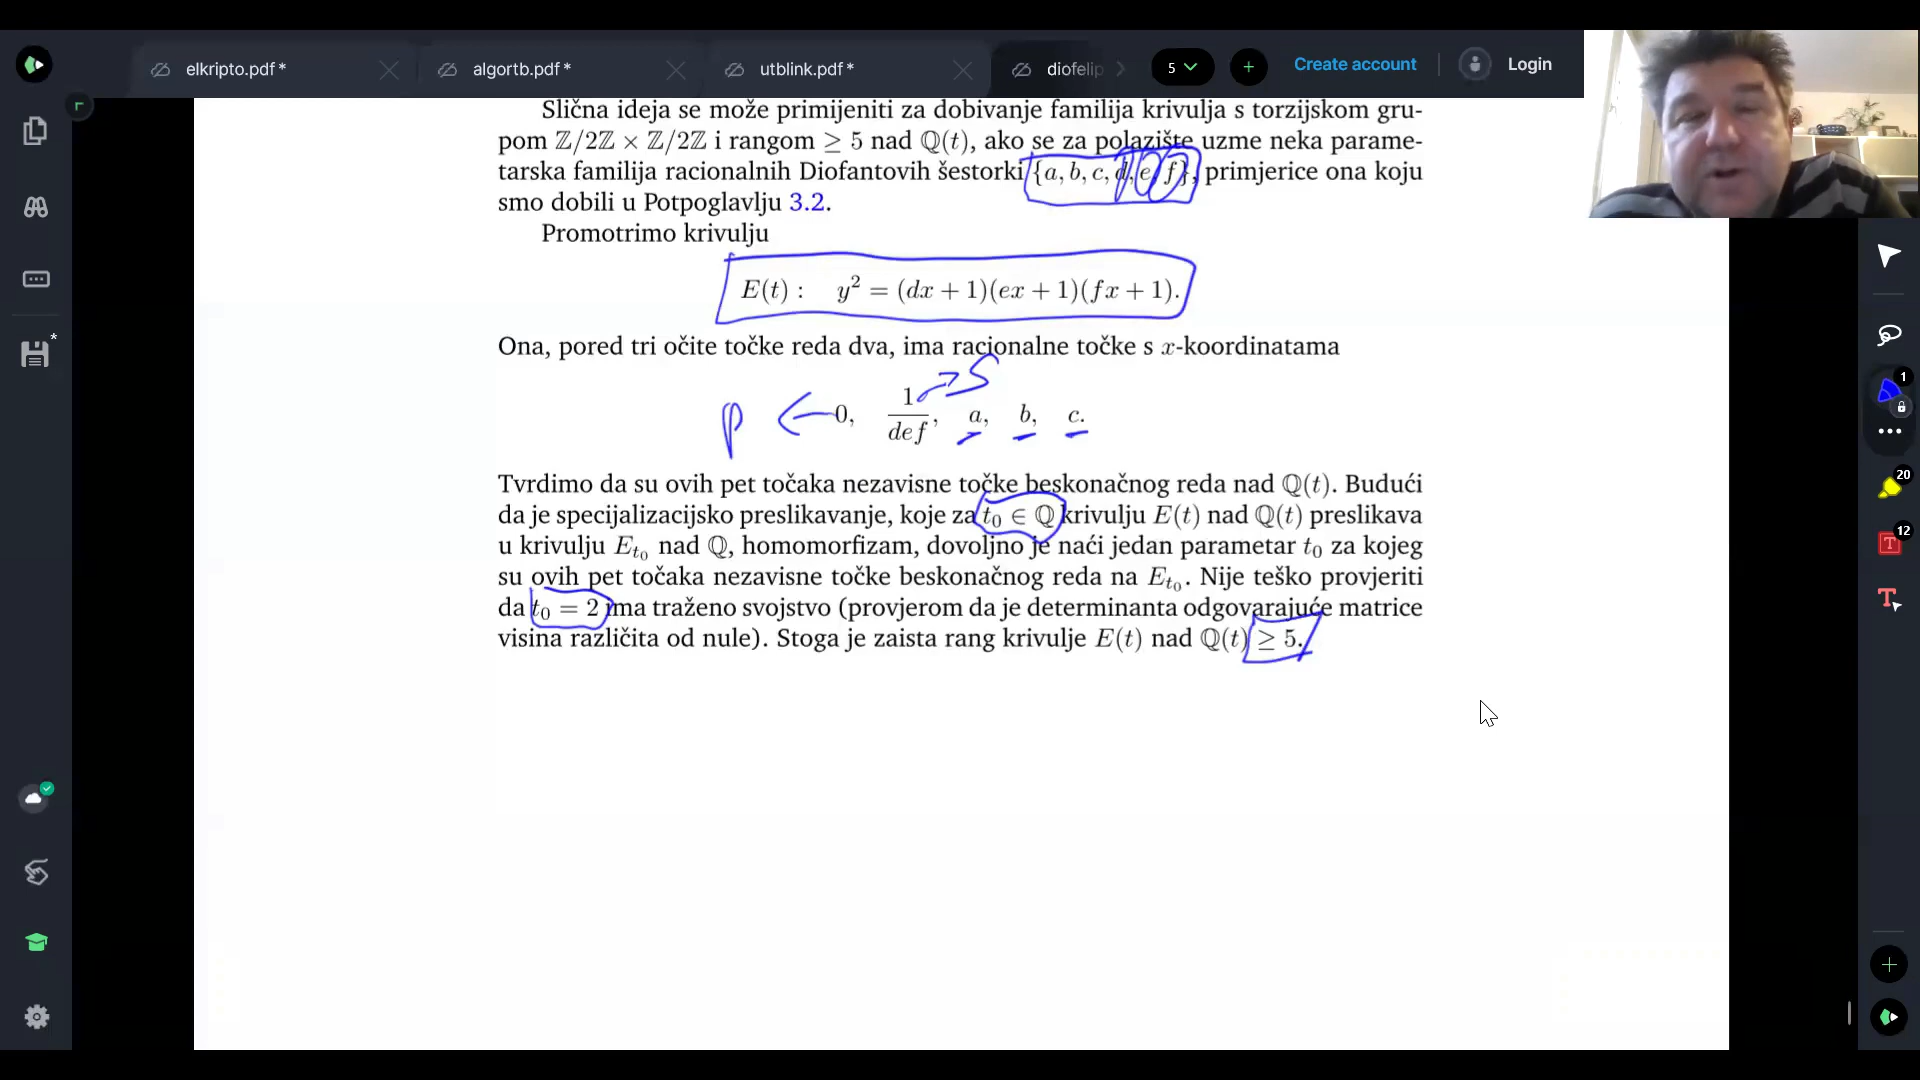 elkripto.pdf *
algortb.pdf *
utblink.pdf *
diofelip
5
Create account
Login
Slična ideja se može primijeniti za dobivanje familija krivulja s torzijskom gru-
pom ℤ/2ℤ × ℤ/2ℤ i rangom ≥ 5 nad ℚ(t), ako se za polazište uzme neka parame-
tarska familija racionalnih Diofantovih šestorki {a, b, c, d, e, f}, primjerice ona koju
smo dobili u Potpoglavlju 3.2.
Promotrimo krivulju
E(t) : y² = (dx + 1)(ex + 1)(fx + 1).
Ona, pored tri očite točke reda dva, ima racionalne točke s x-koordinatama
S
P ← 0, 1/def, a, b, c.
Tvrdimo da su ovih pet točaka nezavisne točke beskonačnog reda nad ℚ(t). Budući
da je specijalizacijsko preslikavanje, koje za t₀ ∈ ℚ krivulju E(t) nad ℚ(t) preslikava
u krivulju E_{t₀} nad ℚ, homomorfizam, dovoljno je naći jedan parametar t₀ za kojeg
su ovih pet točaka nezavisne točke beskonačnog reda na E_{t₀}. Nije teško provjeriti
da t₀ = 2 ima traženo svojstvo (provjerom da je determinanta odgovarajuće matrice
visina različita od nule). Stoga je zaista rang krivulje E(t) nad ℚ(t) ≥ 5.
1
20
12